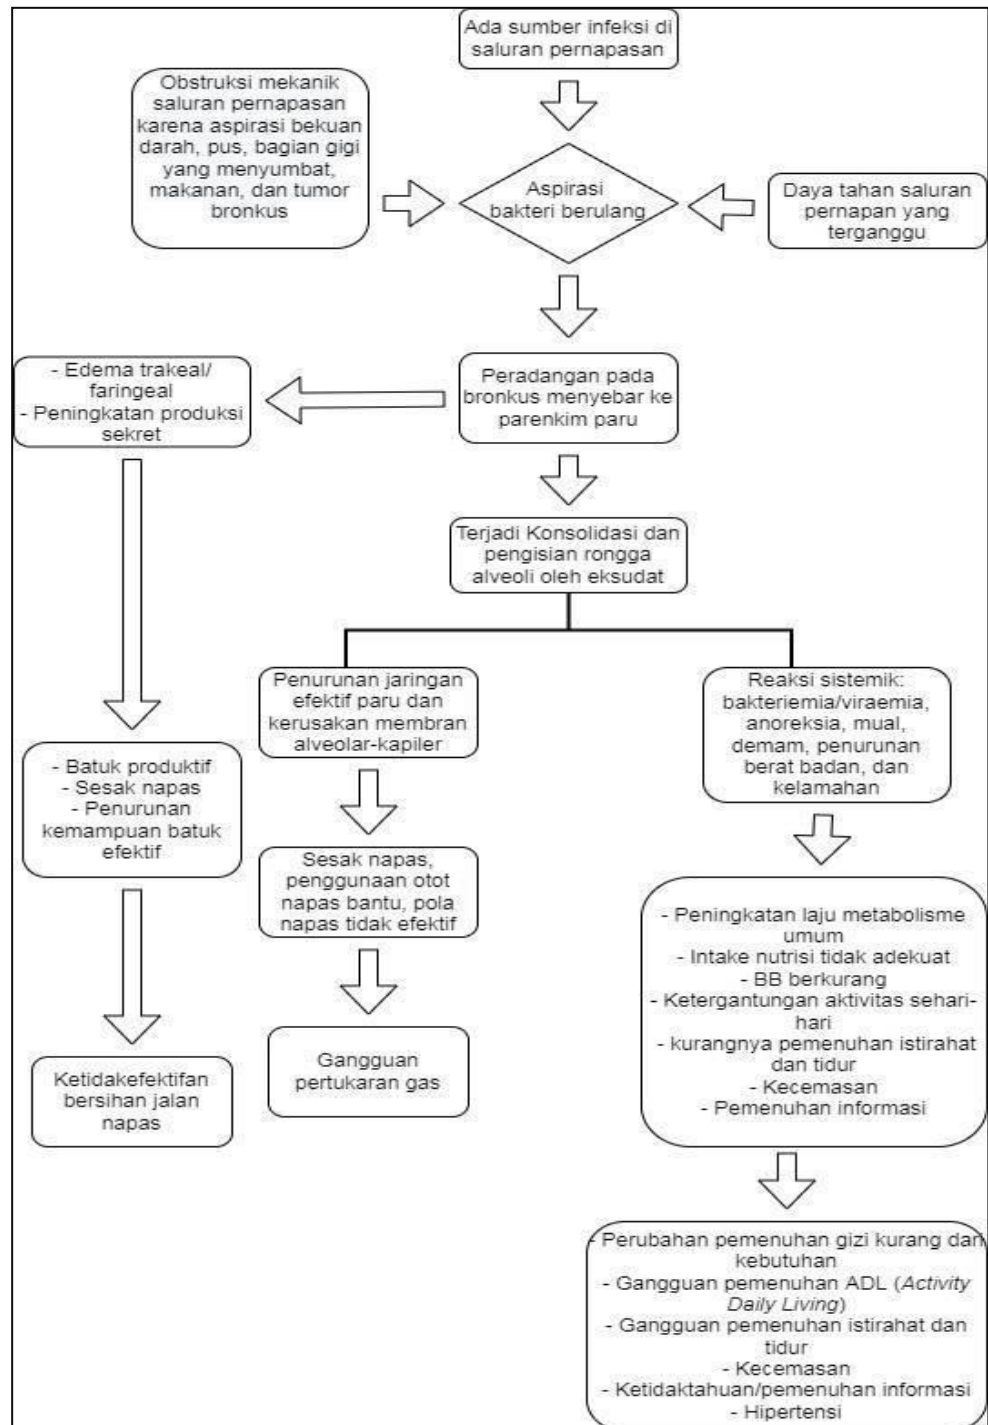 Ada sumber infeksi di
saluran pernapasan
Obstruksi mekanik
saluran pernapasan
karena aspirasi bekuan
darah, pus, bagian gigi
yang menyumbat,
makanan, dan tumor
bronkus
Aspirasi
bakteri berulang
Daya tahan saluran
pernapan yang
terganggu
- Edema trakeal/
faringeal
- Peningkatan produksi
sekret
Peradangan pada
bronkus menyebar ke
parenkim paru
Terjadi Konsolidasi dan
pengisian rongga
alveoli oleh eksudat
Penurunan jaringan
efektif paru dan
kerusakan membran
alveolar-kapiler
Reaksi sistemik:
bakteriemia/viraemia,
anoreksia, mual,
demam, penurunan
berat badan, dan
kelamahan
- Batuk produktif
- Sesak napas
- Penurunan
kemampuan batuk
efektif
Sesak napas,
penggunaan otot
napas bantu, pola
napas tidak efektif
- Peningkatan laju metabolisme
umum
- Intake nutrisi tidak adekuat
- BB berkurang
- Ketergantungan aktivitas sehari-
hari
- kurangnya pemenuhan istirahat
dan tidur
- Kecemasan
- Pemenuhan informasi
Ketidakefektifan
bersihan jalan
napas
Gangguan
pertukaran gas
- Perubahan pemenuhan gizi kurang dari
kebutuhan
- Gangguan pemenuhan ADL (Activity
Daily Living)
- Gangguan pemenuhan istirahat dan
tidur
- Kecemasan
- Ketidaktahuan/pemenuhan informasi
- Hipertensi